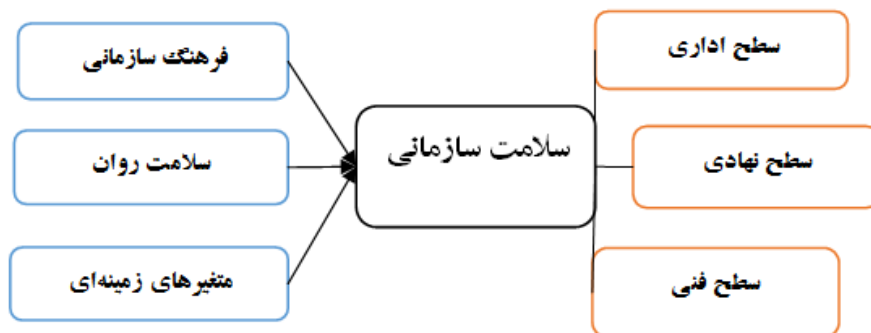 سطح اداری
سطح نهادی
سطح فنی
سلامت سازمانی
فرهنگ سازمانی
سلامت روان
متغیرهای زمینه‌ای